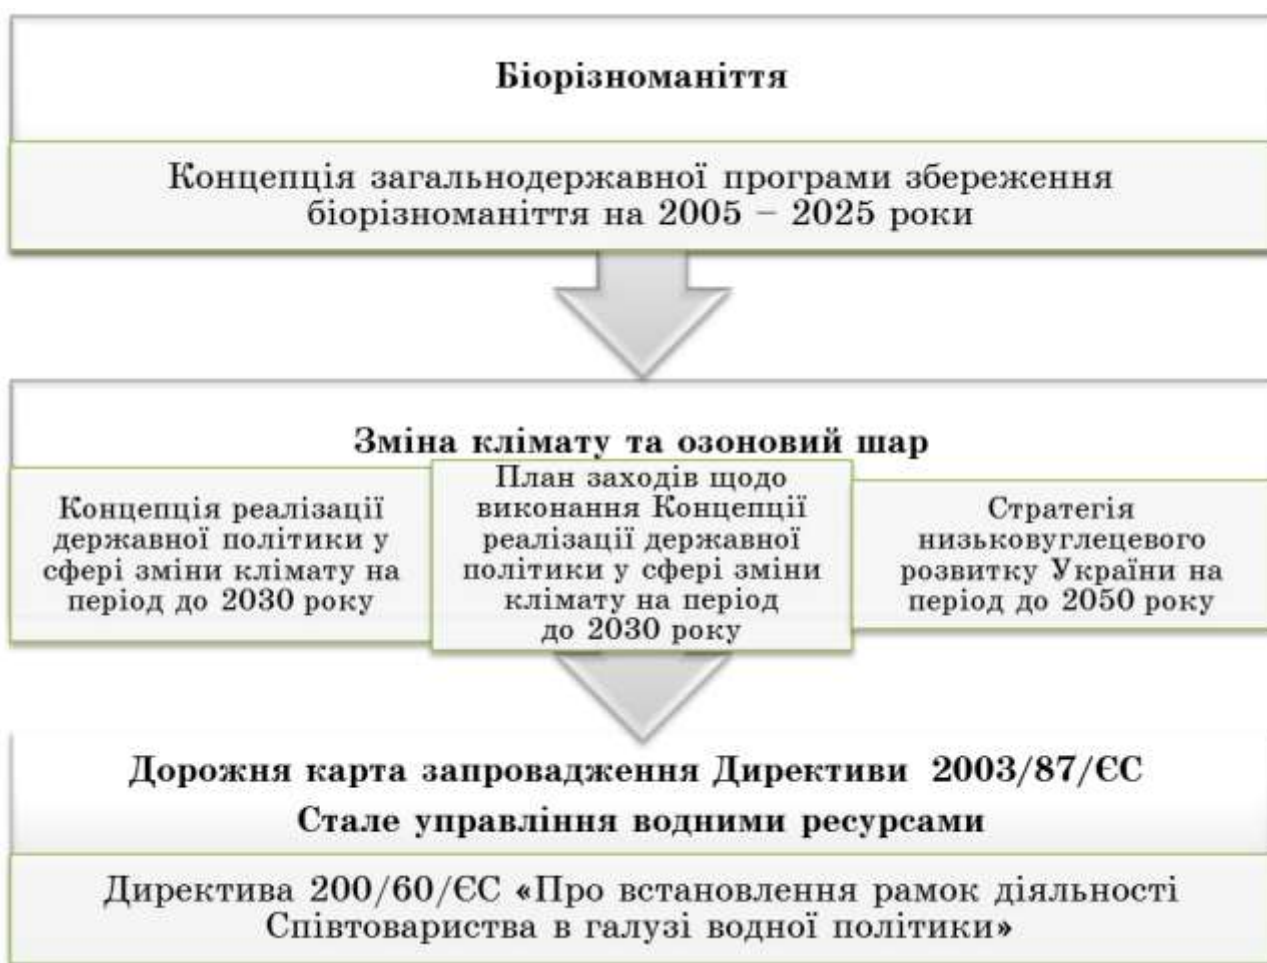 Біорізноманіття
Концепція загальнодержавної програми збереження
біорізноманіття на 2005 – 2025 роки
Зміна клімату та озоновий шар
Концепція реалізації
державної політики у
сфері зміни клімату на
період до 2030 року
План заходів щодо
виконання Концепції
реалізації державної
політики у сфері зміни
клімату на період
до 2030 року
Стратегія
низьковуглецевого
розвитку України на
період до 2050 року
Дорожня карта запровадження Директиви 2003/87/ЄС
Стале управління водними ресурсами
Директива 200/60/ЄС «Про встановлення рамок діяльності
Співтовариства в галузі водної політики»